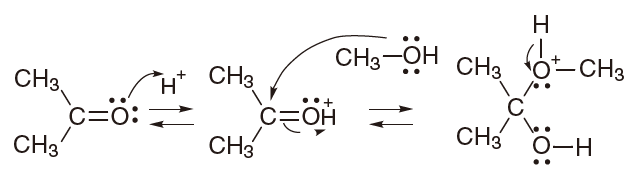 CH3 C=O: H+ CH3
CH3 C=OH+ CH3
CH3—OH
H
CH3 O+—CH3
C
CH3 O—H